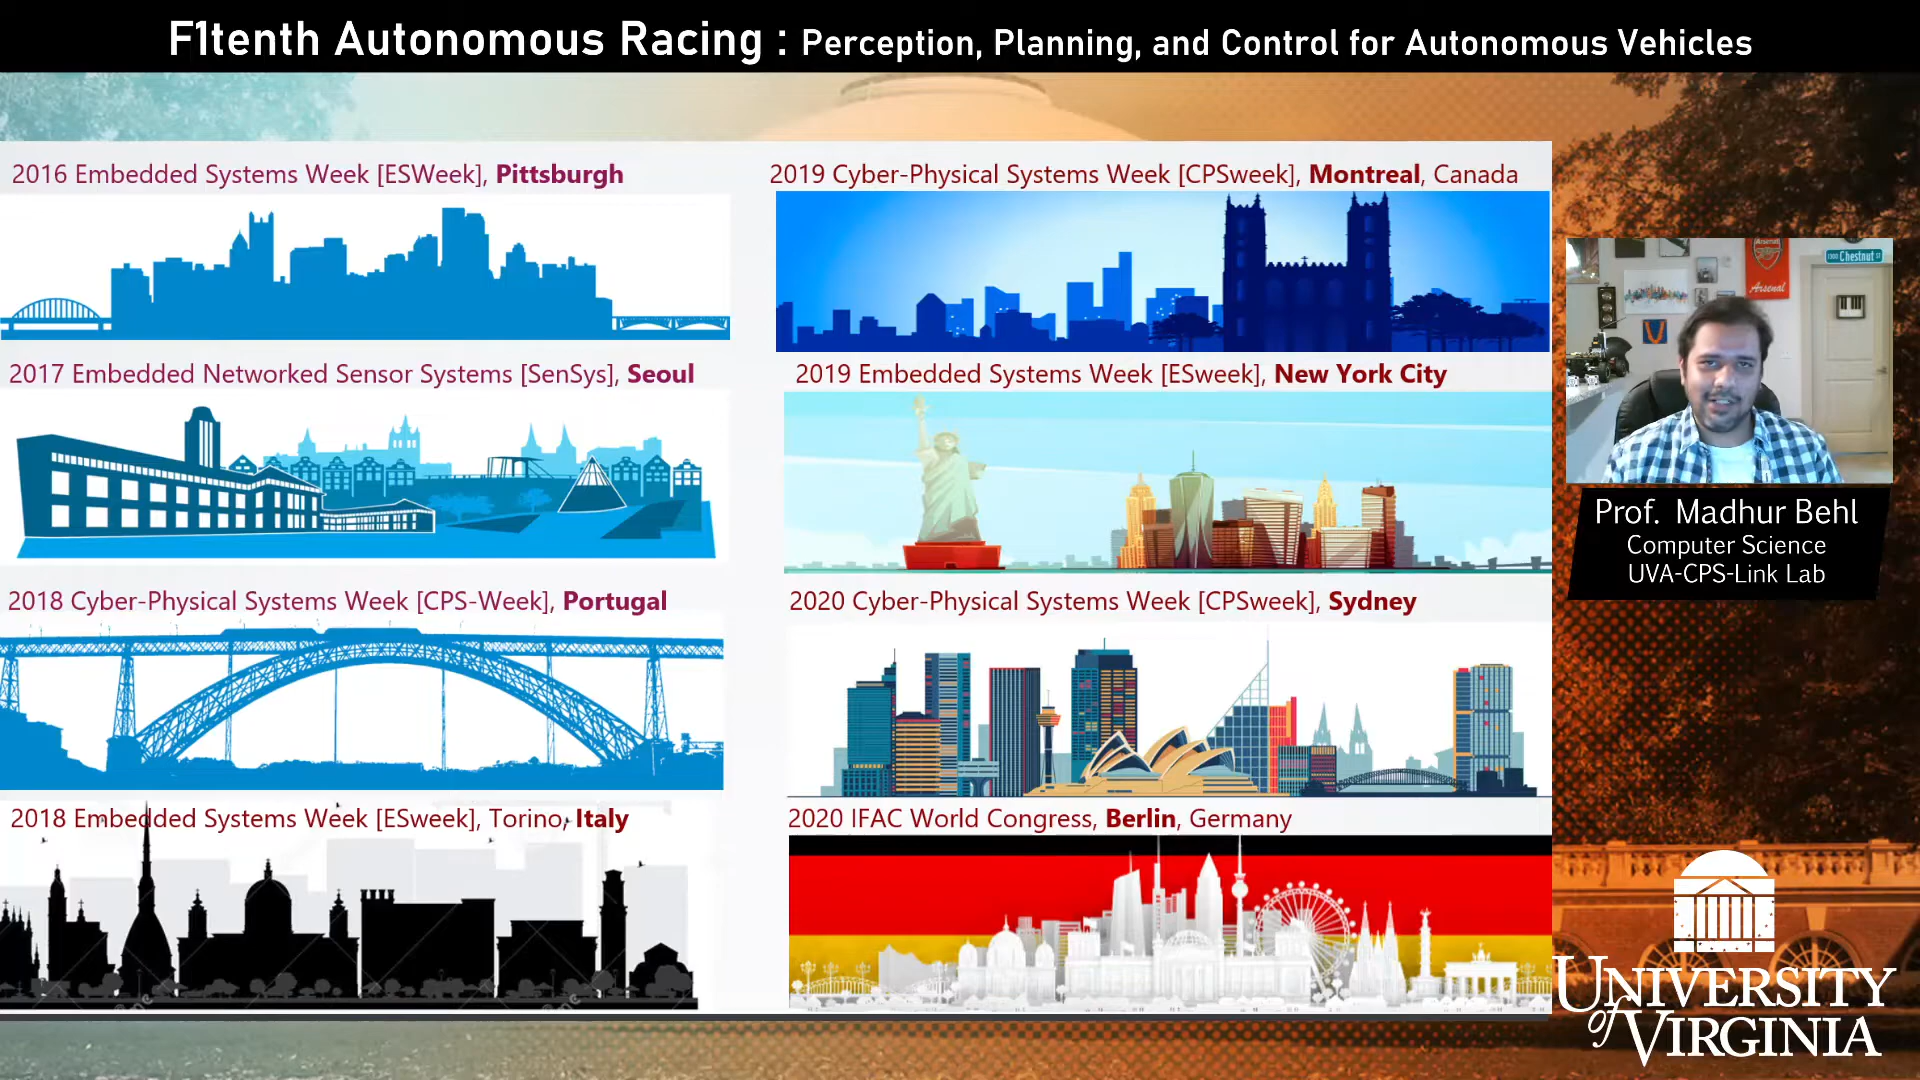 F1tenth Autonomous Racing : Perception, Planning, and Control for Autonomous Vehicles
2016 Embedded Systems Week [ESWeek], Pittsburgh
2017 Embedded Networked Sensor Systems [SenSys], Seoul
2018 Cyber-Physical Systems Week [CPS-Week], Portugal
2018 Embedded Systems Week [ESweek], Torino, Italy
2019 Cyber-Physical Systems Week [CPSweek], Montreal, Canada
2019 Embedded Systems Week [ESweek], New York City
2020 Cyber-Physical Systems Week [CPSweek], Sydney
2020 IFAC World Congress, Berlin, Germany
Arsenal
Arsenal
Chestnut
Prof. Madhur Behl
Computer Science
UVA-CPS-Link Lab
UNIVERSITY
of VIRGINIA